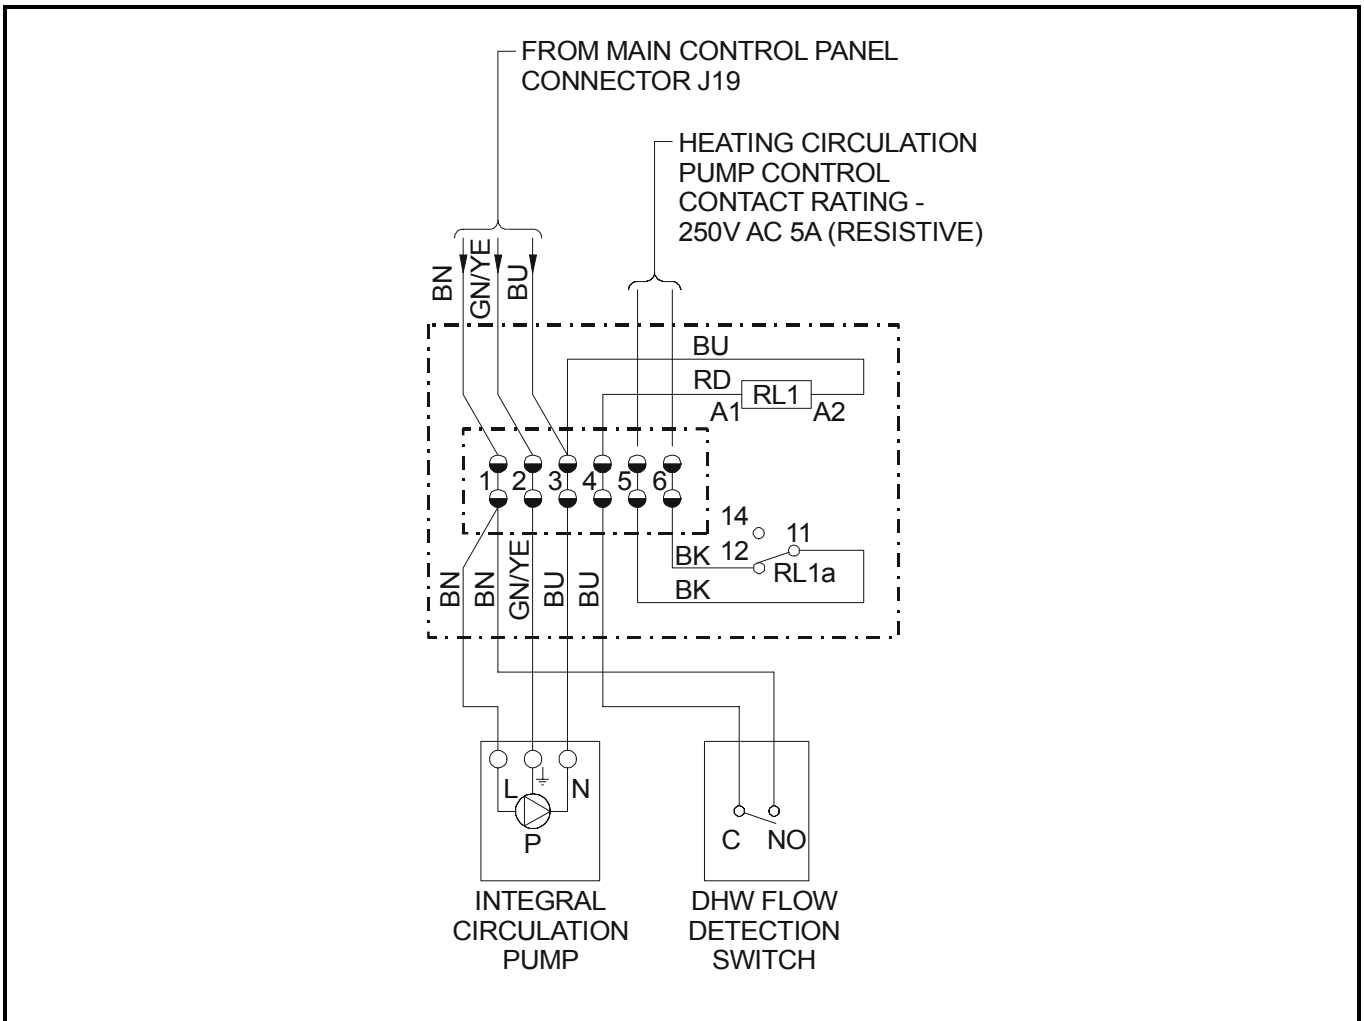 FROM MAIN CONTROL PANEL
CONNECTOR J19
HEATING CIRCULATION
PUMP CONTROL
CONTACT RATING -
250V AC 5A (RESISTIVE)
BN
GN/YE
BU
BU
RD
RL1
A1
A2
1
2
3
4
5
6
14
11
12
BK
RL1a
BK
BN
BN
GN/YE
BU
BU
L
N
P
C
NO
INTEGRAL
CIRCULATION
PUMP
DHW FLOW
DETECTION
SWITCH